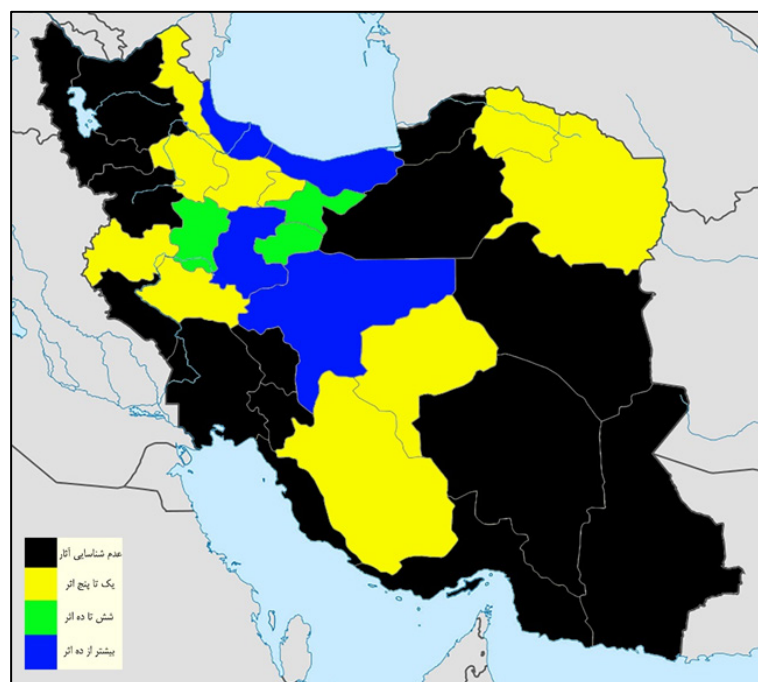 عدم شناسایی آثار
یک تا پنج اثر
شش تا ده اثر
بیشتر از ده اثر